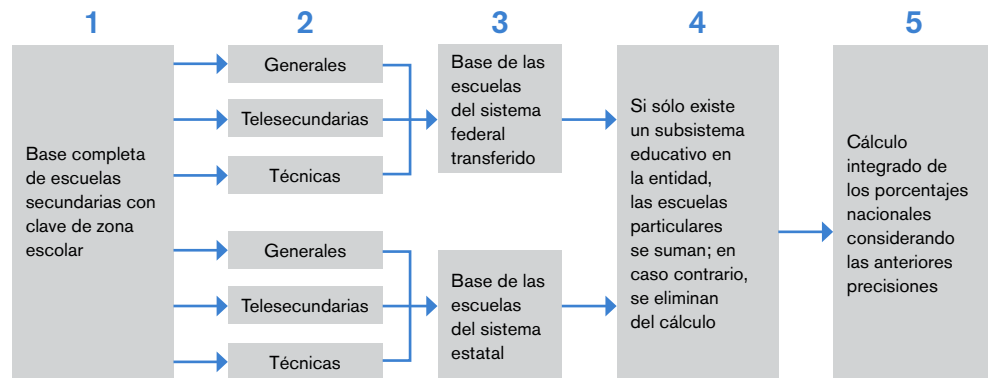 1
2
3
4
5
Base completa
de escuelas
secundarias con
clave de zona
escolar
Generales
Telesecundarias
Técnicas
Generales
Telesecundarias
Técnicas
Base de las
escuelas
del sistema
federal
transferido
Base de las
escuelas
del sistema
estatal
Si sólo existe
un subsistema
educativo en
la entidad,
las escuelas
particulares
se suman; en
caso contrario,
se eliminan
del cálculo
Cálculo
integrado de
los porcentajes
nacionales
considerando
las anteriores
precisiones